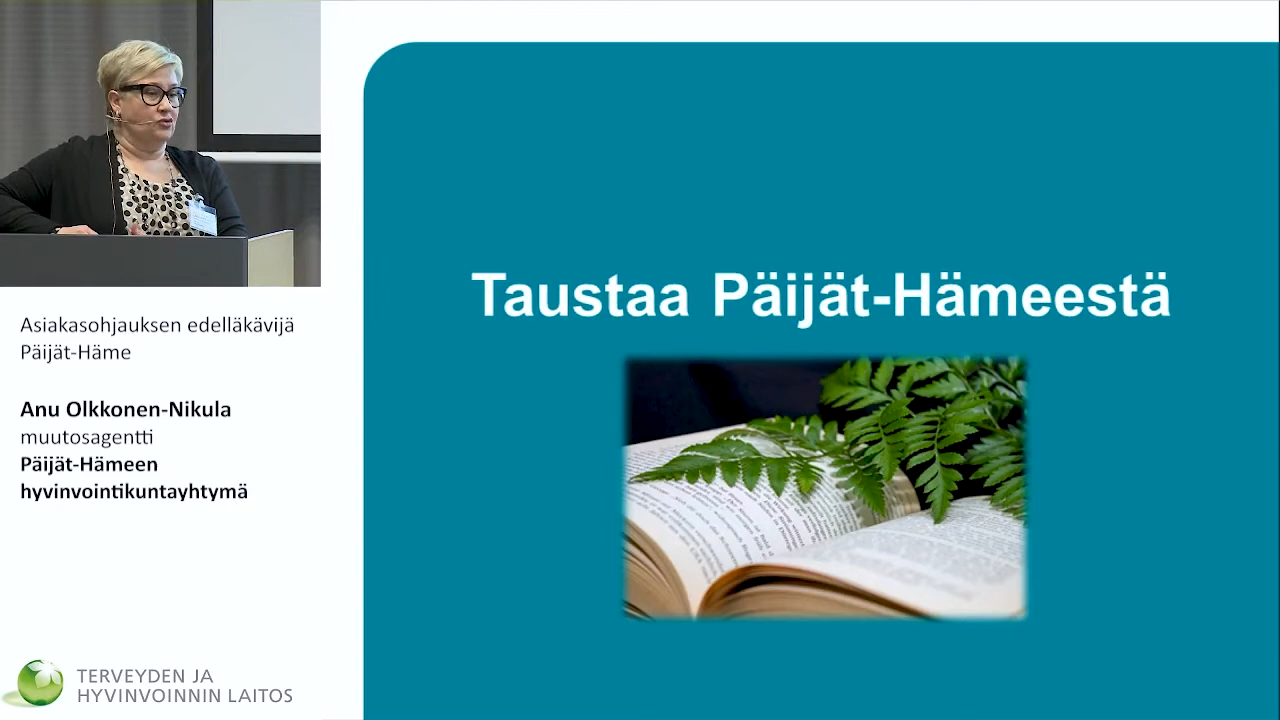 Asiakasohjauksen edelläkävijä
Päijät-Häme
Anu Olkkonen-Nikula
muutosagentti
Päijät-Hämeen
hyvinvointikuntayhtymä
TERVEYDEN JA
HYVINVOINNIN LAITOS
Taustaa Päijät-Hämeestä